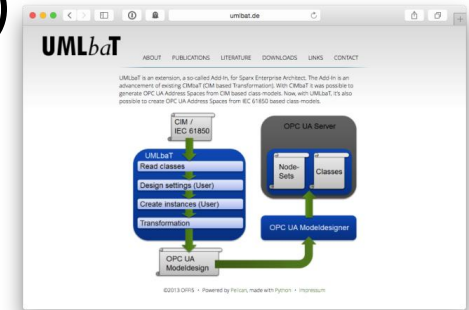 umlbat.de
UMLbaT
ABOUT PUBLICATIONS LITERATURE DOWNLOADS LINKS CONTACT
UMLbaT is an extension, a so-called Add-In, for Sparx Enterprise Architect. The Add-In is an
advancement of existing CIMbaT (CIM based Transformation). With CIMbaT it was possible to
generate OPC UA Address Spaces from CIM based class-models. Now, with UMLbaT, it's also
possible to create OPC UA Address Spaces from IEC 61850 based class-models.
CIM /
IEC 61850
UMLbaT
Read classes
Design settings (User)
Create instances (User)
Transformation
OPC UA
Modeldesign
OPC UA Server
Node-
Sets
Classes
OPC UA Modeldesigner
©2013 OFFIS • Powered by Pelican, made with Python • Impressum